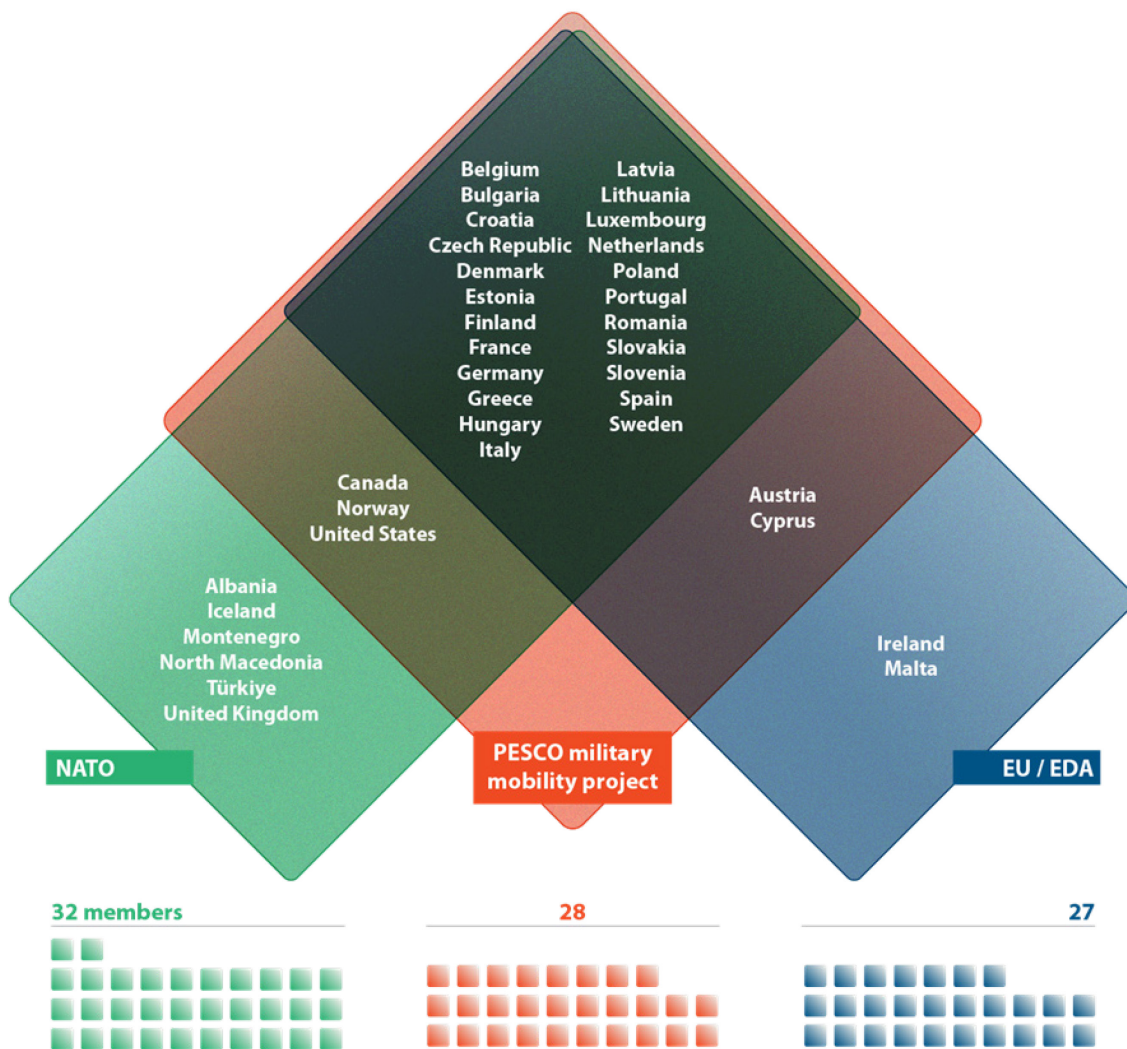 Belgium
Bulgaria
Croatia
Czech Republic
Denmark
Estonia
Finland
France
Germany
Greece
Hungary
Italy
Latvia
Lithuania
Luxembourg
Netherlands
Poland
Portugal
Romania
Slovakia
Slovenia
Spain
Sweden
Canada
Norway
United States
Austria
Cyprus
Albania
Iceland
Montenegro
North Macedonia
Türkiye
United Kingdom
Ireland
Malta
NATO
PESCO military
mobility project
EU / EDA
32 members
28
27